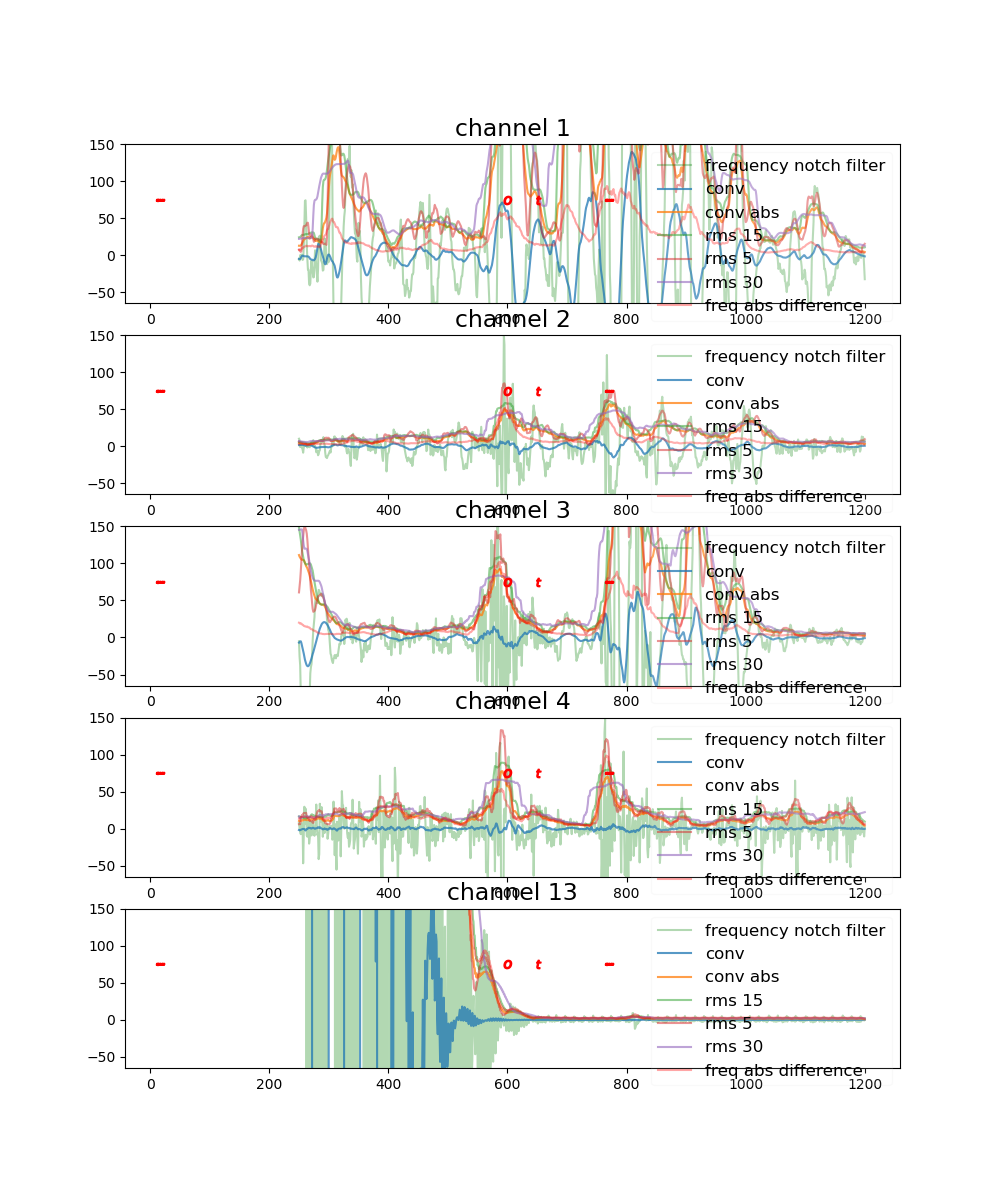 channel 1
150
100
50
0
−50
- o t -
frequency notch filter
conv
conv abs
rms 15
rms 5
rms 30
freq abs difference
0 200 400 600 800 1000 1200
channel 2
150
100
50
0
−50
- o t -
frequency notch filter
conv
conv abs
rms 15
rms 5
rms 30
freq abs difference
0 200 400 600 800 1000 1200
channel 3
150
100
50
0
−50
- o t -
frequency notch filter
conv
conv abs
rms 15
rms 5
rms 30
freq abs difference
0 200 400 600 800 1000 1200
channel 4
150
100
50
0
−50
- o t -
frequency notch filter
conv
conv abs
rms 15
rms 5
rms 30
freq abs difference
0 200 400 600 800 1000 1200
channel 13
150
100
50
0
−50
- o t -
frequency notch filter
conv
conv abs
rms 15
rms 5
rms 30
freq abs difference
0 200 400 600 800 1000 1200